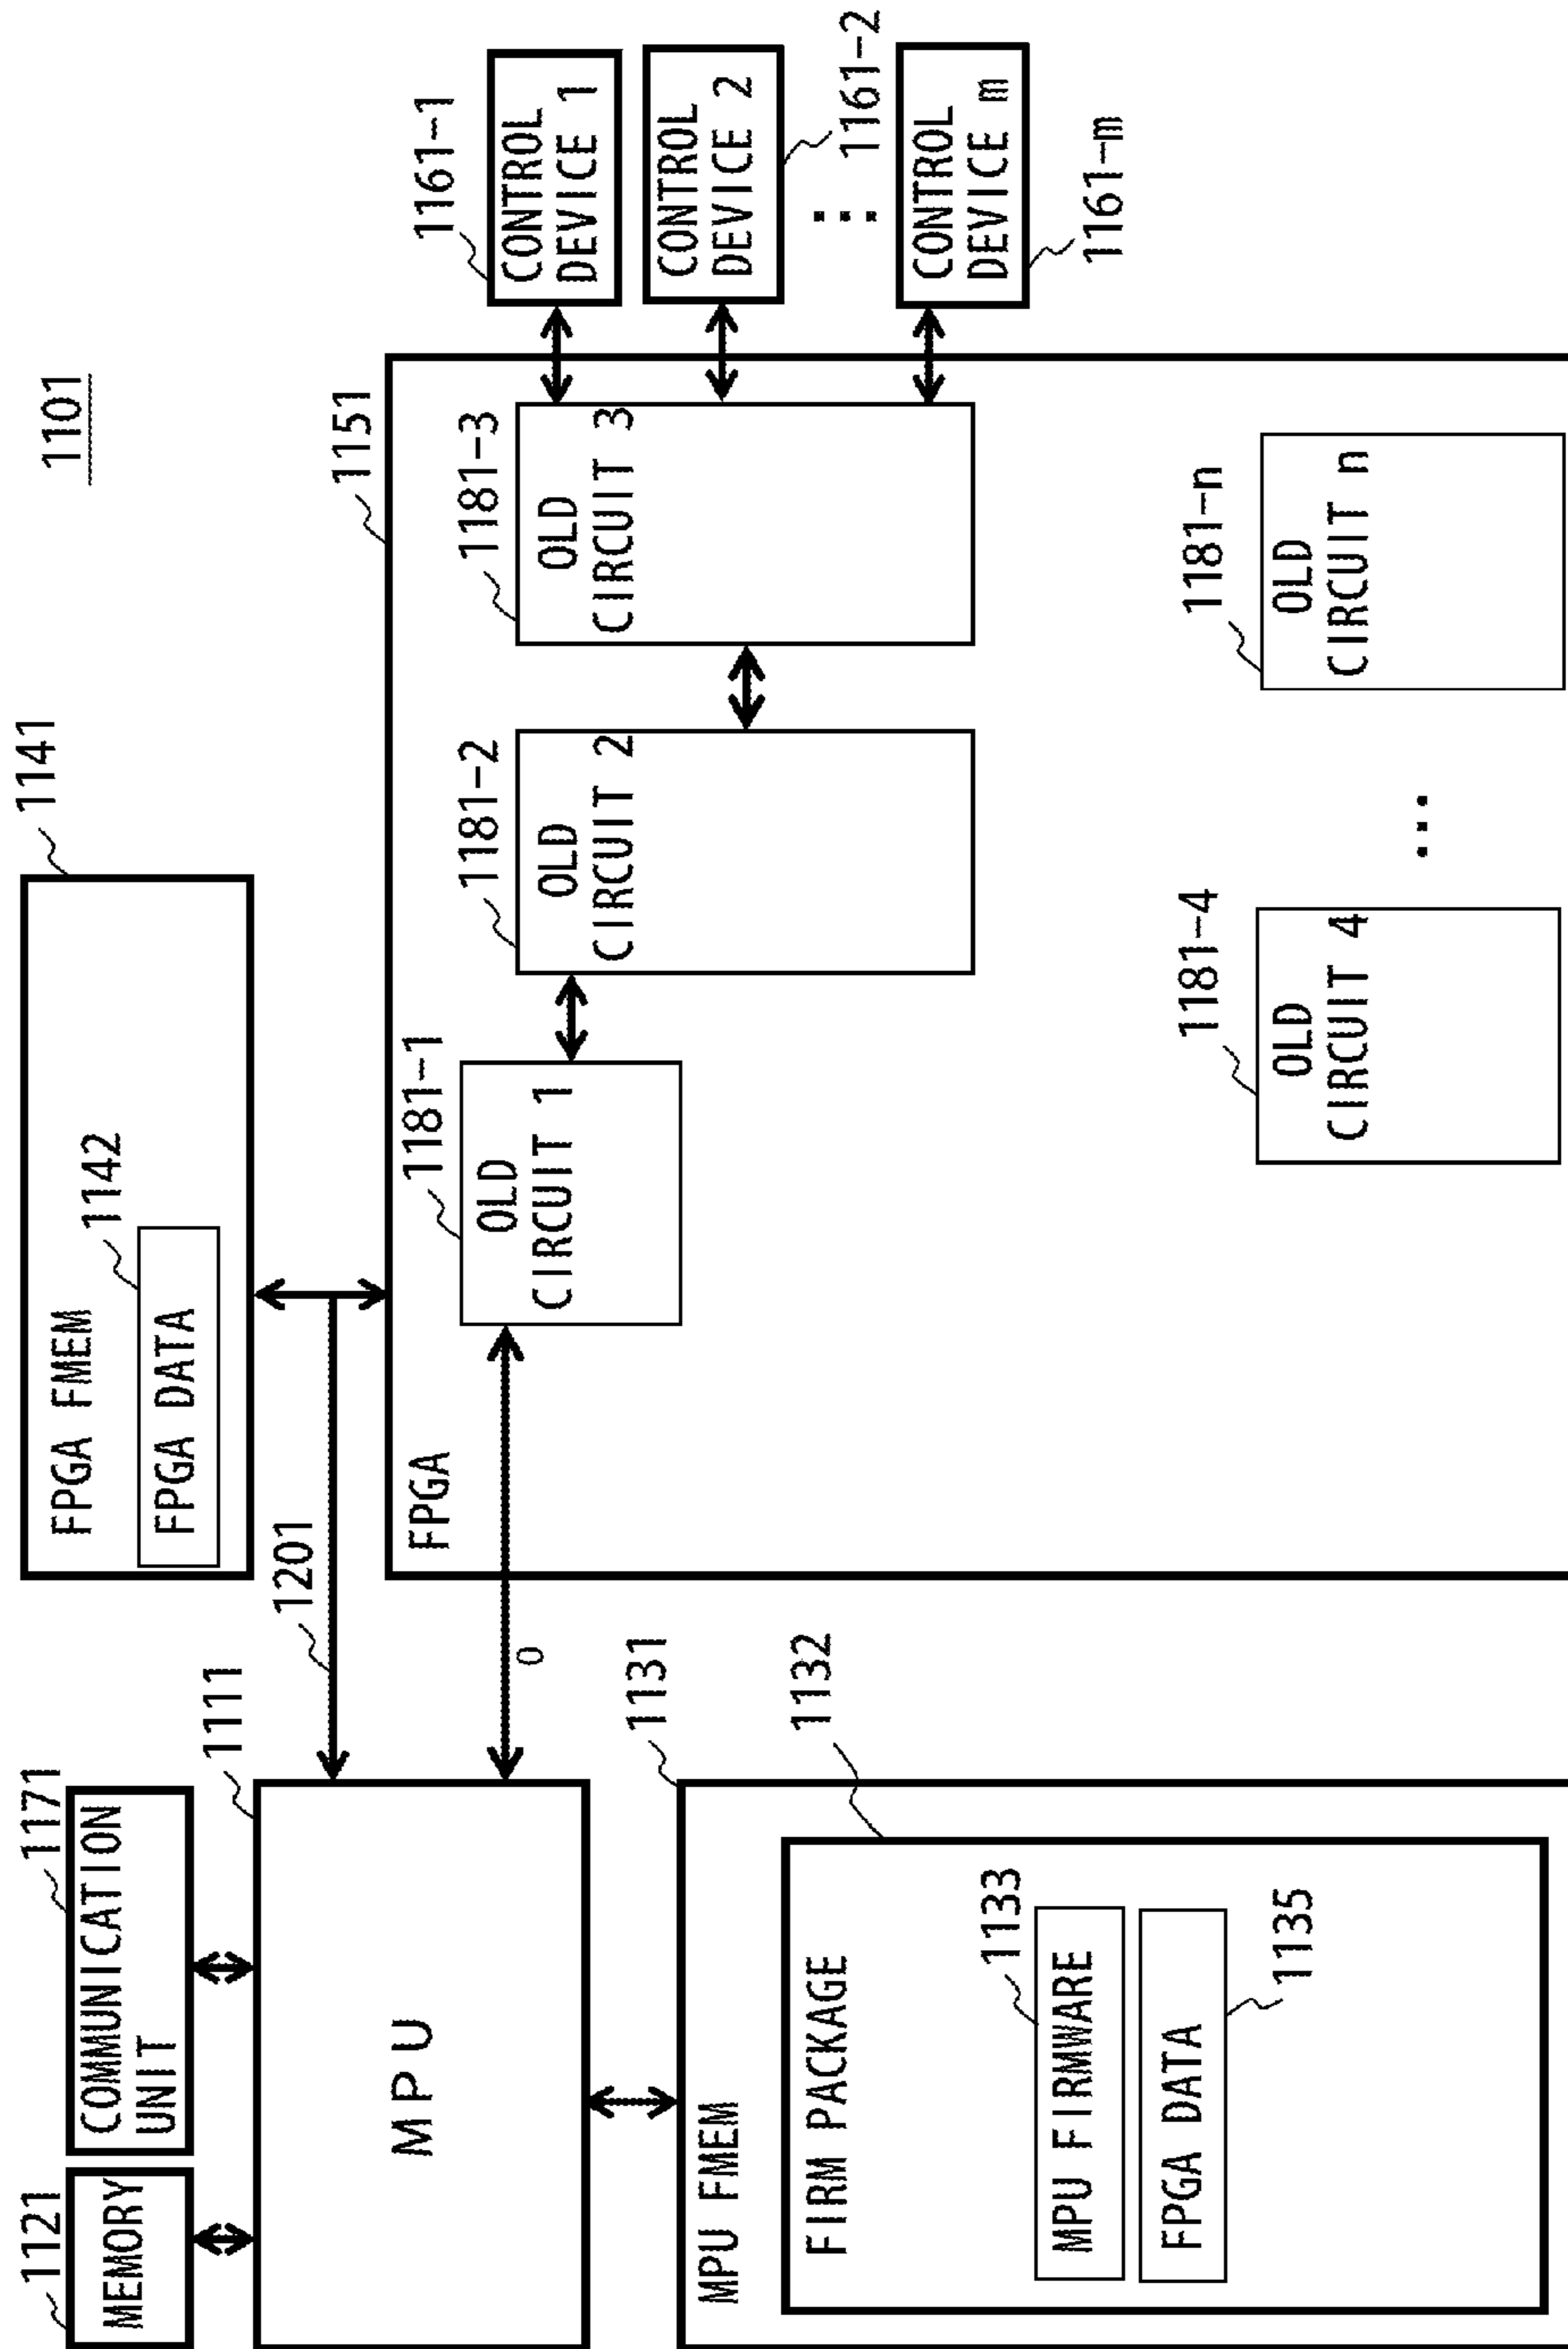 1101
1121
MEMORY
1171
COMMUNICATION
UNIT
1111
MPU
1201
1141
FPGA FMEM
1142
FPGA DATA
1151
FPGA
O
1181-1
OLD
CIRCUIT 1
1181-2
OLD
CIRCUIT 2
1181-3
OLD
CIRCUIT 3
1161-1
CONTROL
DEVICE 1
CONTROL
DEVICE 2
1161-2
...
CONTROL
DEVICE m
1161-m
1131
MPU FMEM
1132
FIRM PACKAGE
1133
MPU FIRMWARE
FPGA DATA
1135
1181-4
OLD
CIRCUIT 4
...
1181-n
OLD
CIRCUIT n